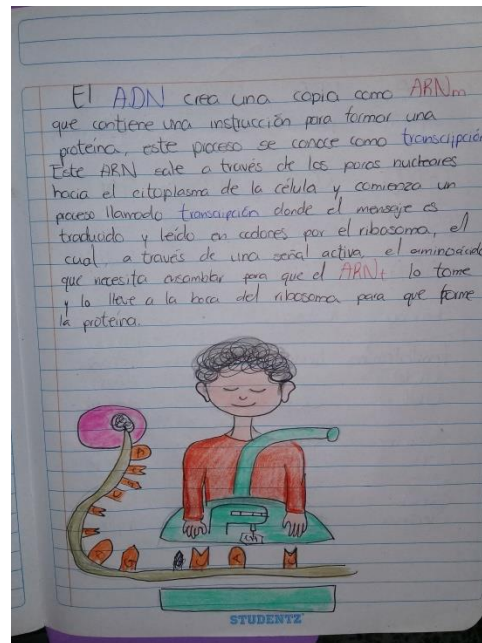 El ADN crea una copia como ARNm
que contiene una instrucción para formar una
proteína, este proceso se conoce como transcripción
Este ARN sale a través de los poros nucleares
hacia el citoplasma de la célula y comienza un
proceso llamado transcripción donde el mensaje es
traducido y leído en codones por el ribosoma, el
cual a través de una señal activa el aminoácido
que necesita ensamblar para que el ARNt lo tome
y lo lleve a la boca del ribosoma para que forme
la proteína.
STUDENTZ